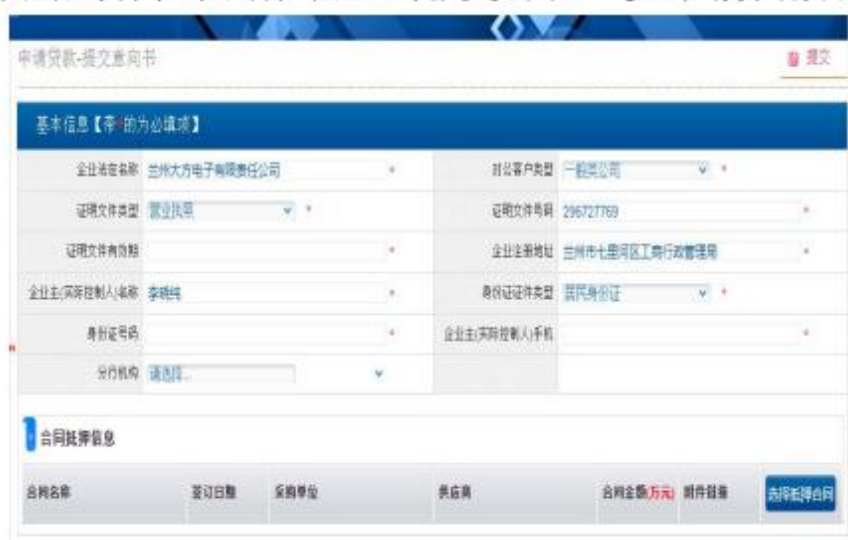 申请贷款-提交意向书
提交
基本信息【带*的为必填项】
企业法定名称 兰州大方电子有限责任公司 * 对公客户类型 一般类公司 *
证明文件类型 营业执照 * 证明文件号码 296727769 *
证明文件有效期 * 企业注册地址 兰州市七里河区工商行政管理局 *
企业主(实际控制人)名称 李晓纯 * 身份证证件类型 居民身份证 *
身份证号码 * 企业主(实际控制人)手机 *
分行机构 请选择...
合同抵押信息
合同名称 签订日期 采购单位 供应商 合同金额(万元) 附件链接 选择抵押合同